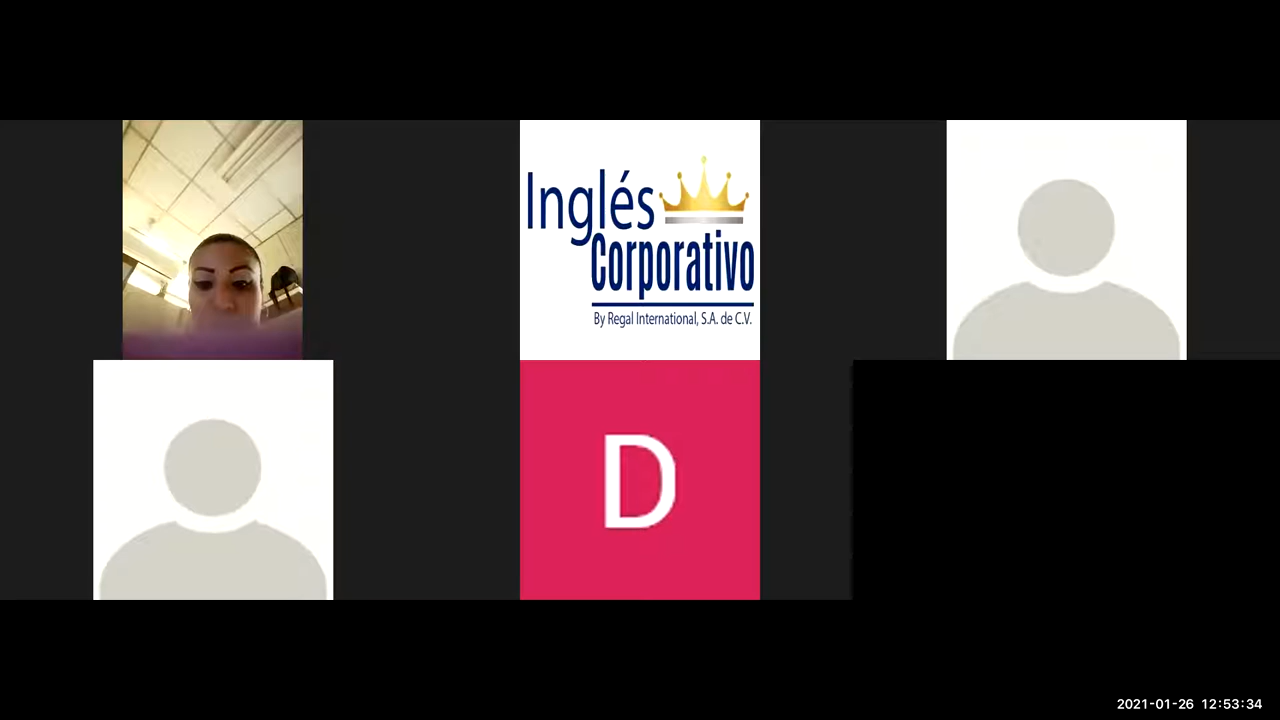 Inglés
Corporativo
By Regal International, S.A. de C.V.
D
2021-01-26 12:53:34